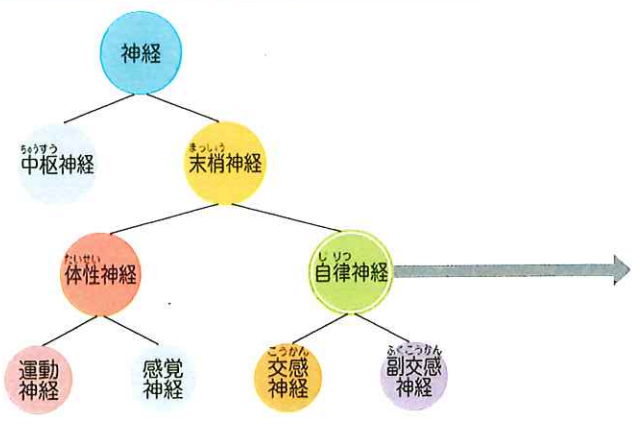 神経
ちゅうすう
中枢神経
まっしょう
末梢神経
たいせい
体性神経
じりつ
自律神経
運動
神経
感覚
神経
こうかん
交感
神経
ふくこうかん
副交感
神経